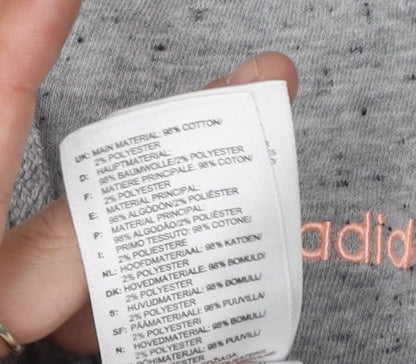 UK: MAIN MATERIAL: 98% COTTON/
2% POLYESTER
D: HAUPTMATERIAL:
98% BAUMWOLLE/2% POLYESTER
F: MATIERE PRINCIPALE: 98% COTON/
2% POLYESTER
E: MATERIAL PRINCIPAL:
98% ALGODÓN/2% POLIÉSTER
P: MATERIAL PRINCIPAL:
98% ALGODÃO/2% POLIÉSTER
I: PRIMO TESSUTO: 98% COTONE/
2% POLIESTERE
NL: HOOFDMATERIAAL: 98% KATOEN/
2% POLYESTER
DK: HOVEDMATERIALE: 98% BOMULD/
2% POLYESTER
S: HUVUDMATERIAL: 98% BOMULL/
2% POLYESTER
SF: PÄÄMATERIAALI: 98% PUUVILLA/
2% POLYESTERI
N: HOVEDMATERIAL: 98% BOMULL/
2% POLYESTER
98% PUUVILL/
adid